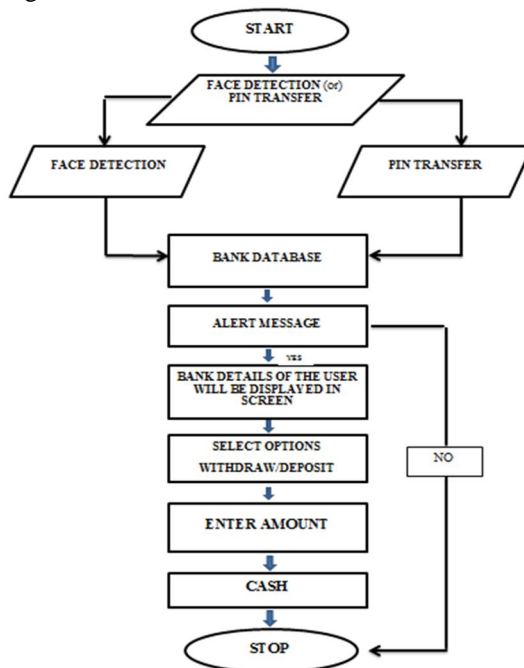 START
FACE DETECTION (or)
PIN TRANSFER
FACE DETECTION
PIN TRANSFER
BANK DATABASE
ALERT MESSAGE
YES
BANK DETAILS OF THE USER
WILL BE DISPLAYED IN
SCREEN
SELECT OPTIONS
WITHDRAW/DEPOSIT
NO
ENTER AMOUNT
CASH
STOP